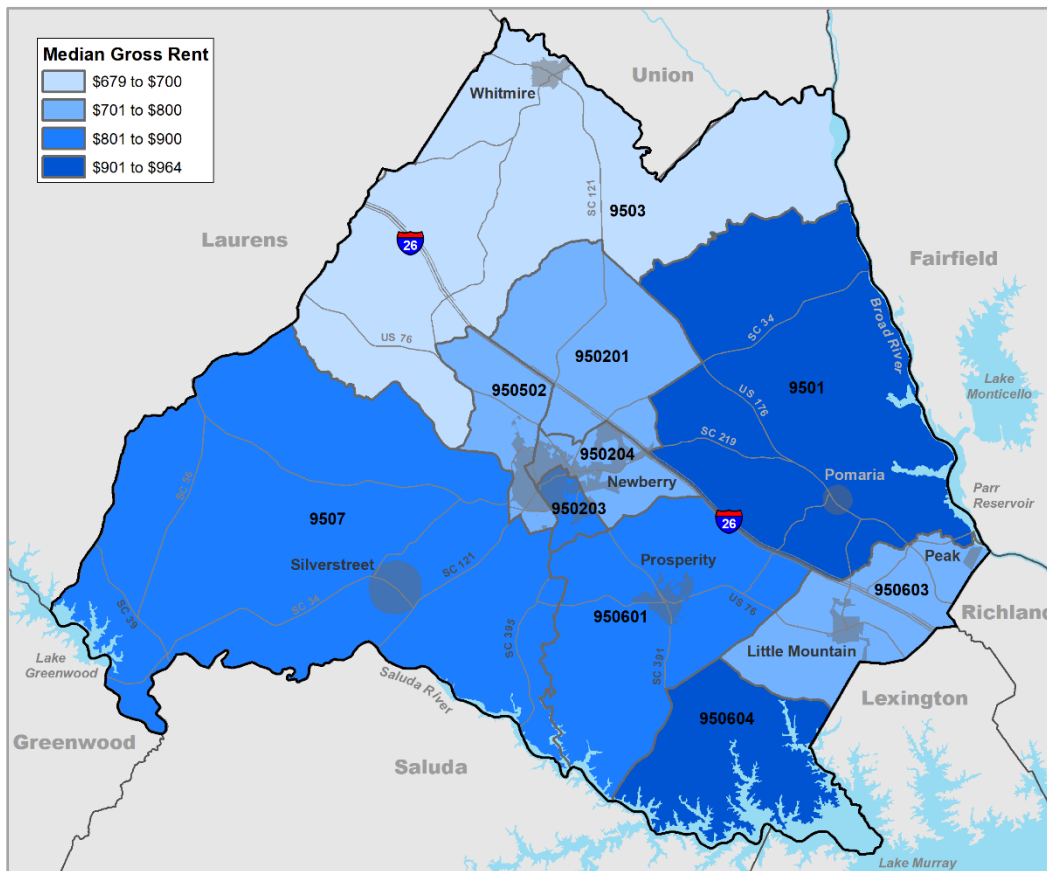 Median Gross Rent
$679 to $700
$701 to $800
$801 to $900
$901 to $964
Union
Whitmire
SC 121
9503
Laurens
26
Fairfield
Broad River
SC 34
US 76
950201
950502
9501
Lake
Monticello
US 176
SC 219
950204
Newberry
Pomaria
SC 56
Parr
Reservoir
950203
26
9507
Silverstreet
SC 121
Prosperity
Peak
SC 34
950603
US 76
950601
Richland
SC 39
SC 395
SC 391
Little Mountain
Lake
Greenwood
Saluda River
Lexington
950604
Greenwood
Saluda
Lake Murray